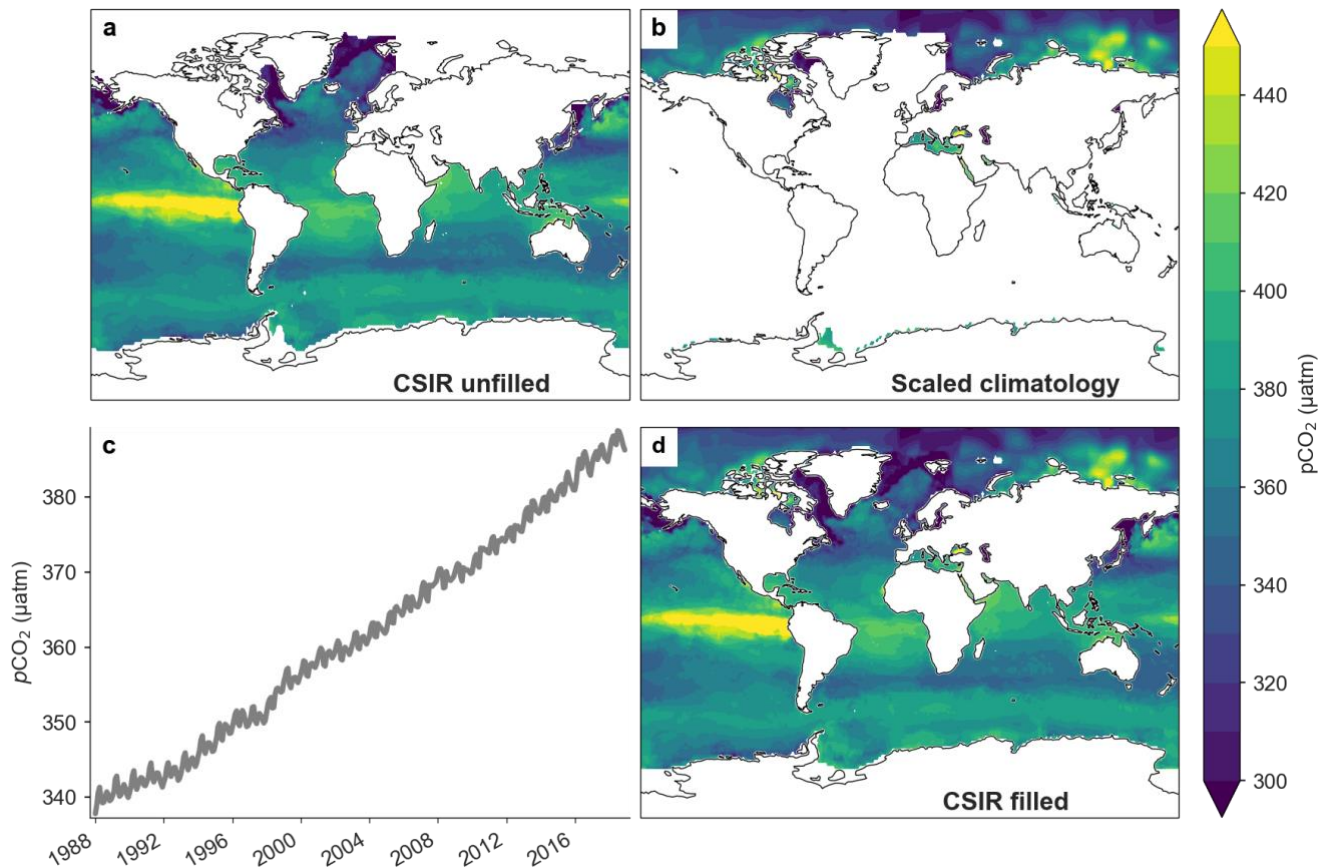 a
CSIR unfilled
b
Scaled climatology
440
420
400
380
360
340
320
300
pCO₂ (µatm)
c
pCO₂ (µatm)
380
370
360
350
340
1988
1992
1996
2000
2004
2008
2012
2016
d
CSIR filled